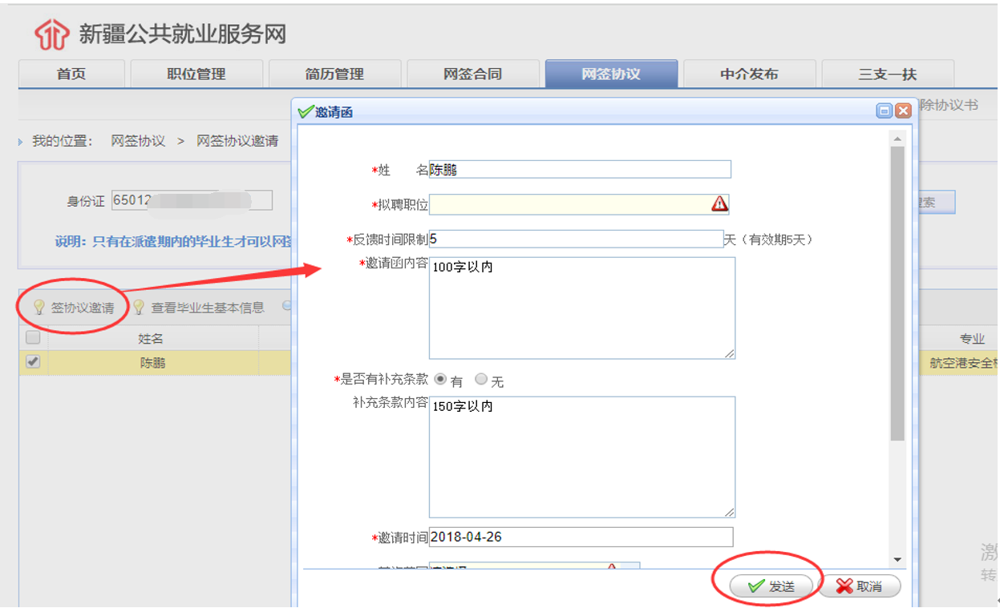 新疆公共就业服务网
首页 职位管理 简历管理 网签合同 网签协议 中介发布 三支一扶
邀请函
除协议书
我的位置： 网签协议 > 网签协议邀请
*姓 名 陈鹏
身份证 65012
*拟聘职位
索
说明：只有在派遣期内的毕业生才可以网签
*反馈时间限制 5 天（有效期5天）
*邀请函内容 100字以内
签协议邀请 查看毕业生基本信息
姓名 专业
陈鹏 航空港安全
*是否有补充条款 有 无
补充条款内容 150字以内
*邀请时间 2018-04-26
发送 取消